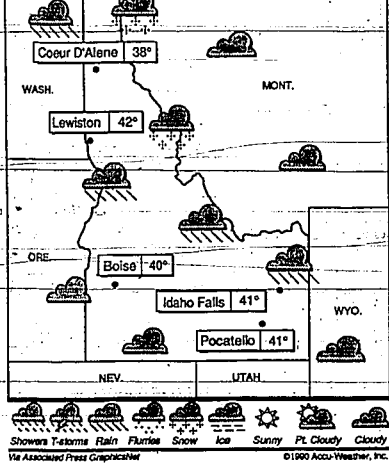 Coeur D'Alene 38°
WASH.
MONT.
Lewiston 42°
ORE.
Boise 40°
Idaho Falls 41°
WYO.
Pocatello 41°
NEV.
UTAH
Showers T-storms Rain Flurries Snow Ice Sunny Pt. Cloudy Cloudy
Via Associated Press GraphicsNet ©1990 Accu-Weather, Inc.